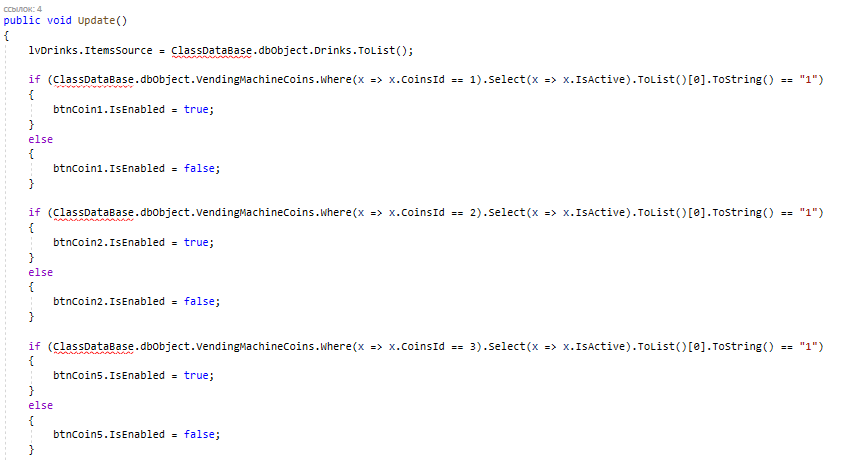 ссылок: 4
public void Update()
{
lvDrinks.ItemsSource = ClassDataBase.dbObject.Drinks.ToList();
if (ClassDataBase.dbObject.VendingMachineCoins.Where(x => x.CoinsId == 1).Select(x => x.IsActive).ToList()[0].ToString() == "1")
{
btnCoin1.IsEnabled = true;
}
else
{
btnCoin1.IsEnabled = false;
}
if (ClassDataBase.dbObject.VendingMachineCoins.Where(x => x.CoinsId == 2).Select(x => x.IsActive).ToList()[0].ToString() == "1")
{
btnCoin2.IsEnabled = true;
}
else
{
btnCoin2.IsEnabled = false;
}
if (ClassDataBase.dbObject.VendingMachineCoins.Where(x => x.CoinsId == 3).Select(x => x.IsActive).ToList()[0].ToString() == "1")
{
btnCoin5.IsEnabled = true;
}
else
{
btnCoin5.IsEnabled = false;
}